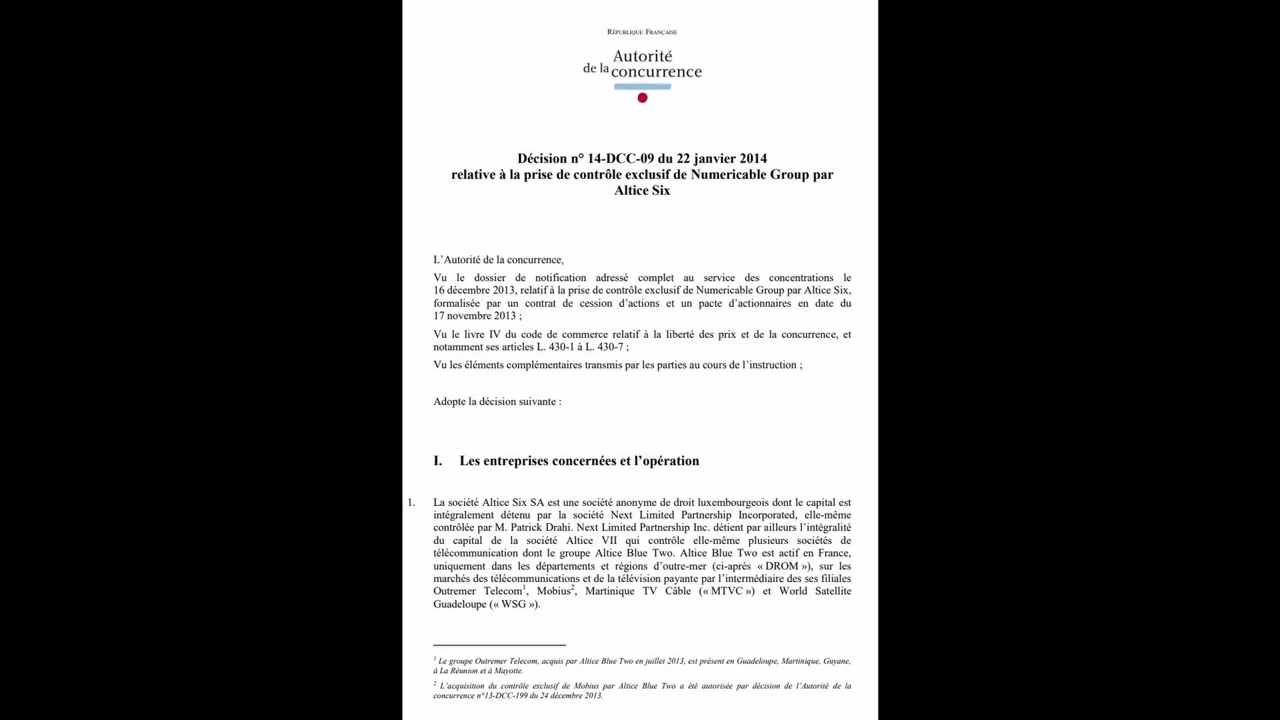 RÉPUBLIQUE FRANÇAISE
Autorité
de la concurrence
Décision n° 14-DCC-09 du 22 janvier 2014
relative à la prise de contrôle exclusif de Numericable Group par
Altice Six
L'Autorité de la concurrence,
Vu le dossier de notification adressé complet au service des concentrations le
16 décembre 2013, relatif à la prise de contrôle exclusif de Numericable Group par Altice Six,
formalisée par un contrat de cession d'actions et un pacte d'actionnaires en date du
17 novembre 2013 ;
Vu le livre IV du code de commerce relatif à la liberté des prix et de la concurrence, et
notamment ses articles L. 430-1 à L. 430-7 ;
Vu les éléments complémentaires transmis par les parties au cours de l'instruction ;
Adopte la décision suivante :
I. Les entreprises concernées et l'opération
1. La société Altice Six SA est une société anonyme de droit luxembourgeois dont le capital est
intégralement détenu par la société Next Limited Partnership Incorporated, elle-même
contrôlée par M. Patrick Drahi. Next Limited Partnership Inc. détient par ailleurs l'intégralité
du capital de la société Altice VII qui contrôle elle-même plusieurs sociétés de
télécommunication dont le groupe Altice Blue Two. Altice Blue Two est actif en France,
uniquement dans les départements et régions d'outre-mer (ci-après « DROM »), sur les
marchés des télécommunications et de la télévision payante par l'intermédiaire des ses filiales
Outremer Telecom¹, Mobius², Martinique TV Câble (« MTVC ») et World Satellite
Guadeloupe (« WSG »).
¹ Le groupe Outremer Telecom, acquis par Altice Blue Two en juillet 2013, est présent en Guadeloupe, Martinique, Guyane,
à La Réunion et à Mayotte.
² L'acquisition du contrôle exclusif de Mobius par Altice Blue Two a été autorisée par décision de l'Autorité de la
concurrence n°13-DCC-199 du 24 décembre 2013.